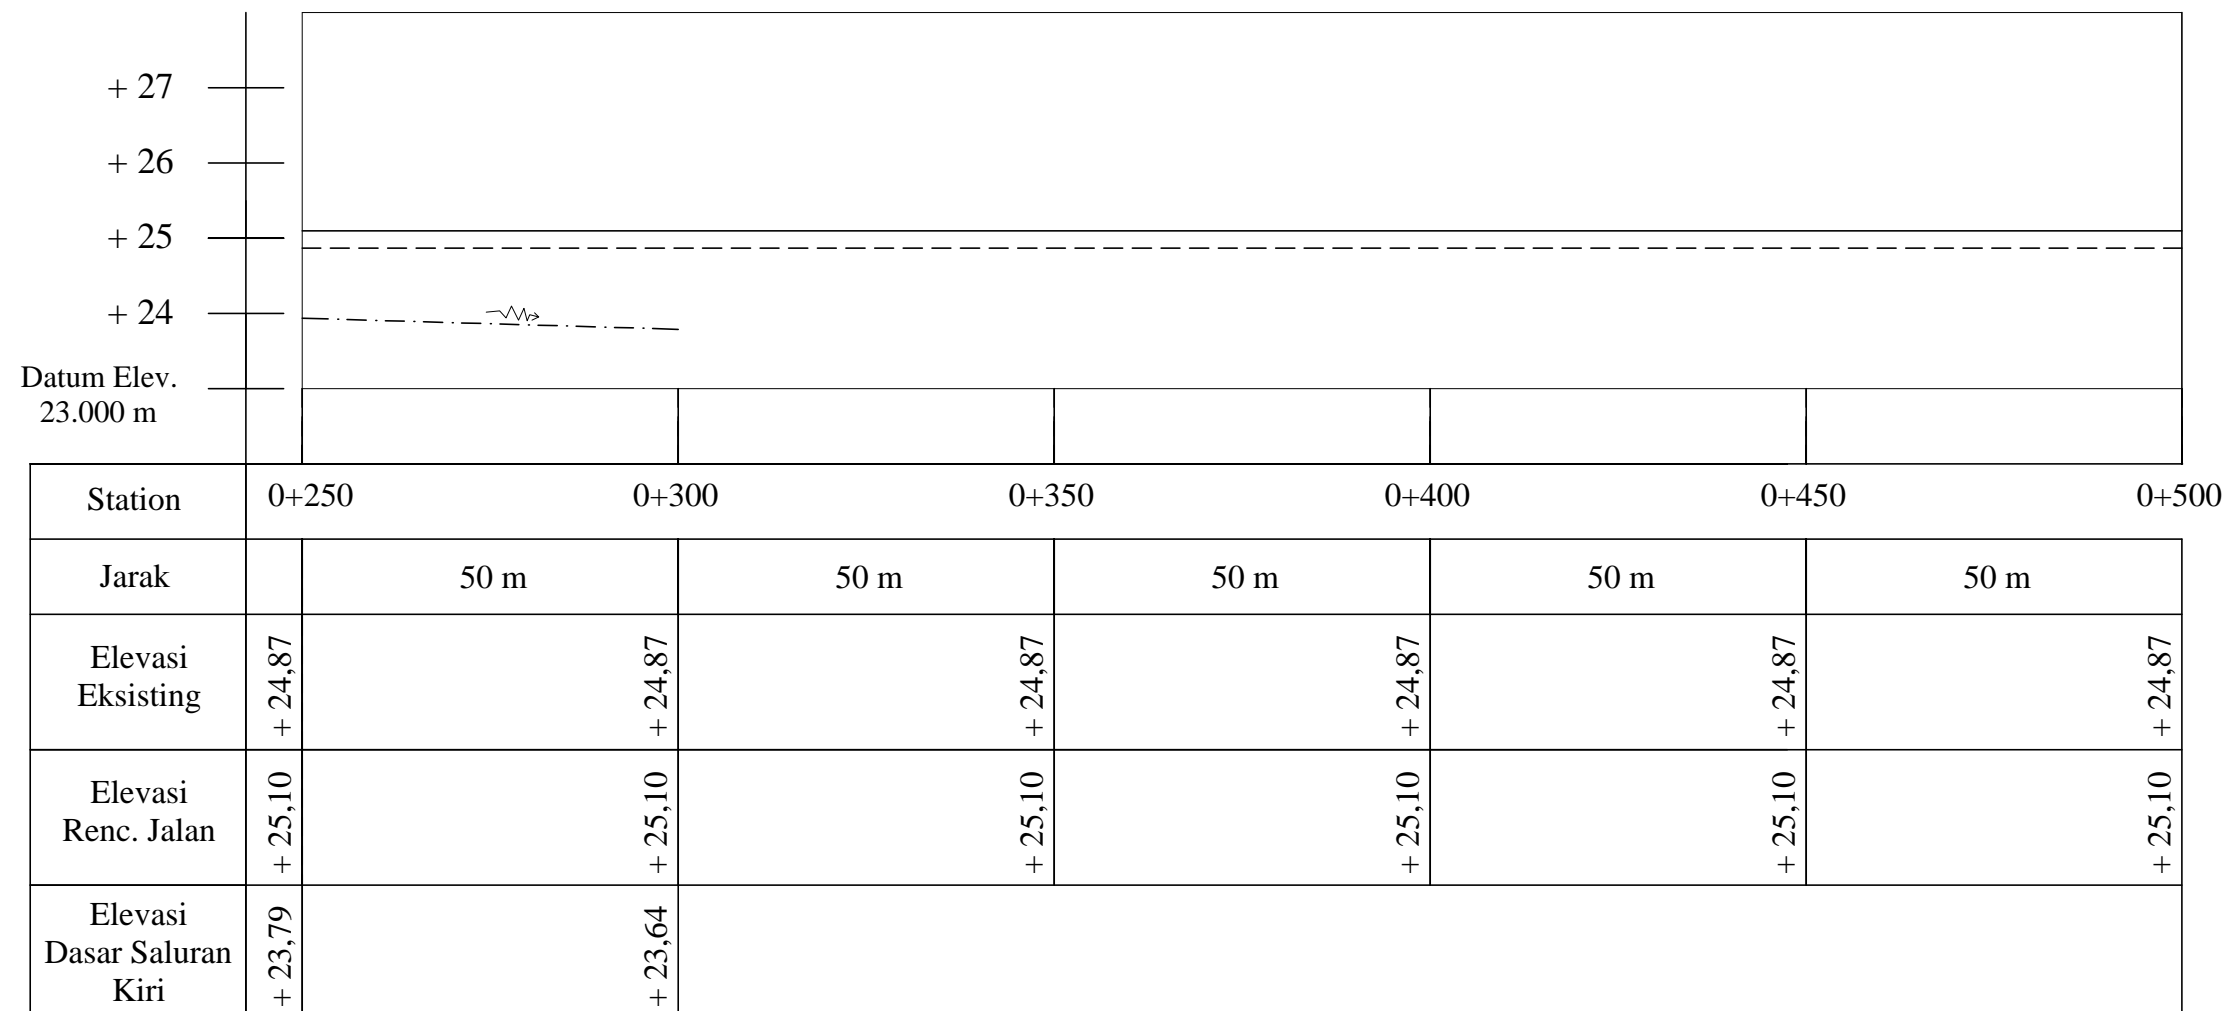 + 27
+ 26
+ 25
+ 24
Datum Elev.
23.000 m
Station 0+250 0+300 0+350 0+400 0+450 0+500
Jarak 50 m 50 m 50 m 50 m 50 m
Elevasi
Eksisting
+ 24,87 + 24,87 + 24,87 + 24,87 + 24,87 + 24,87
Elevasi
Renc. Jalan
+ 25,10 + 25,10 + 25,10 + 25,10 + 25,10 + 25,10
Elevasi
Dasar Saluran
Kiri
+ 23,79 + 23,64